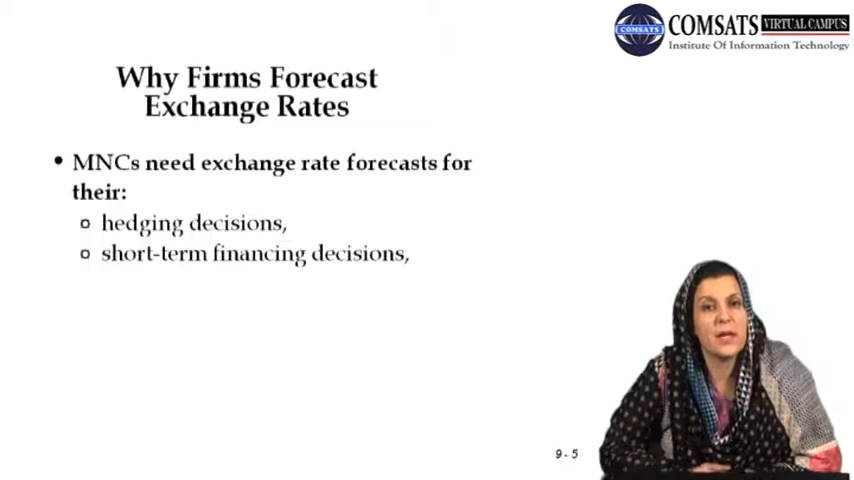 COMSATS
COMSATS VIRTUAL CAMPUS
Institute Of Information Technology
Why Firms Forecast
Exchange Rates
• MNCs need exchange rate forecasts for
their:
hedging decisions,
short-term financing decisions,
9 - 5